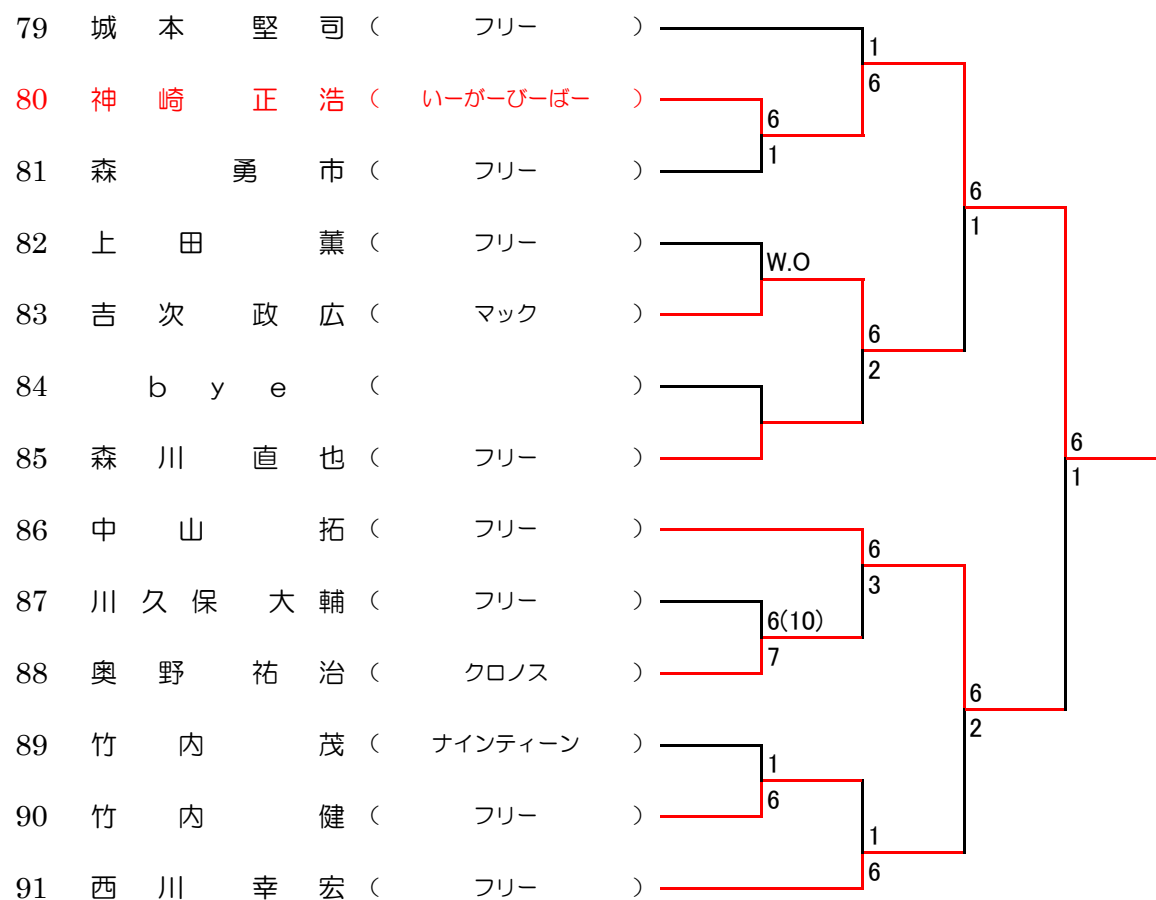 79 城本 堅司 ( フリー )
1
6
80 神崎 正浩 ( いーがーびーばー )
6
1
81 森 勇市 ( フリー )
6
1
82 上田 薫 ( フリー )
W.O
83 吉次 政広 ( マック )
6
2
84 bye (
85 森川 直也 ( フリー )
6
1
86 中山 拓 ( フリー )
6
3
87 川久保 大輔 ( フリー )
6(10)
7
88 奥野 祐治 ( クロノス )
6
2
89 竹内 茂 ( ナインティーン )
1
6
90 竹内 健 ( フリー )
1
6
91 西川 幸宏 ( フリー )